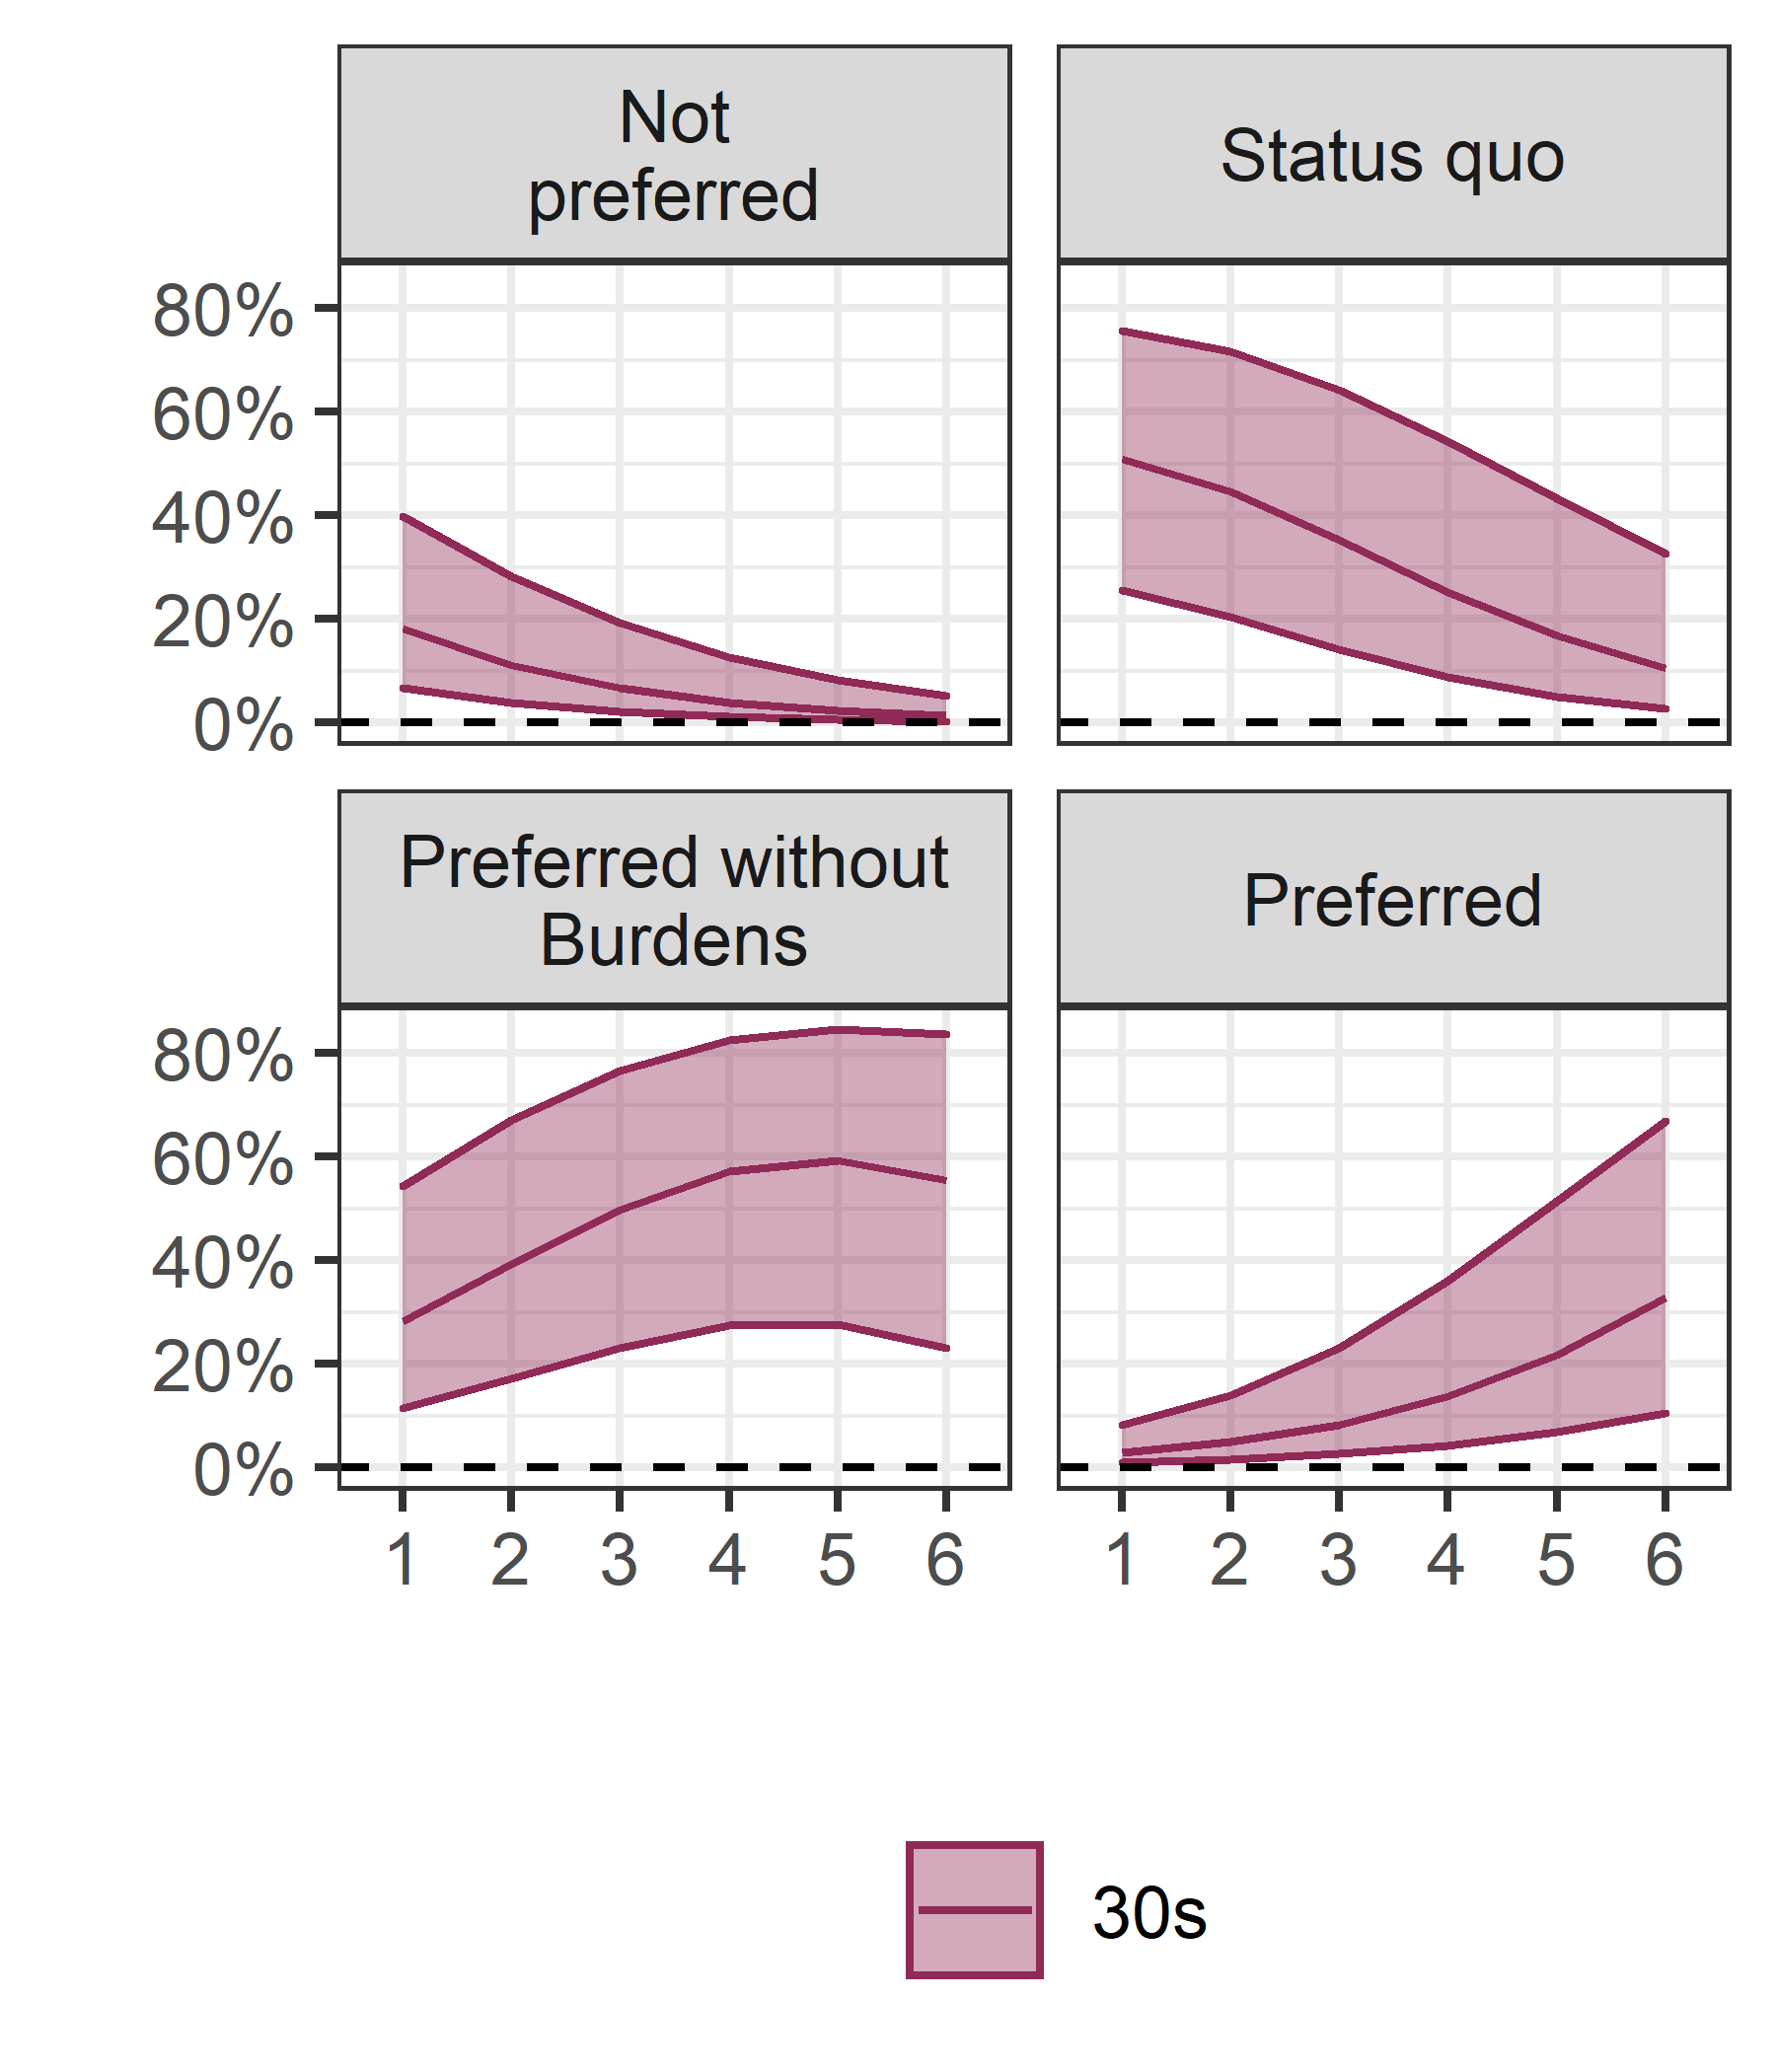 Not
preferred
Status quo
80%
60%
40%
20%
0%
Preferred without
Burdens
Preferred
80%
60%
40%
20%
0%
1 2 3 4 5 6
1 2 3 4 5 6
30s